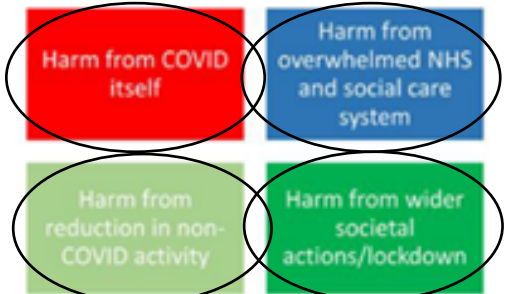 Harm from COVID
itself
Harm from
overwhelmed NHS
and social care
system
Harm from
reduction in non-
COVID activity
Harm from wider
societal
actions/lockdown